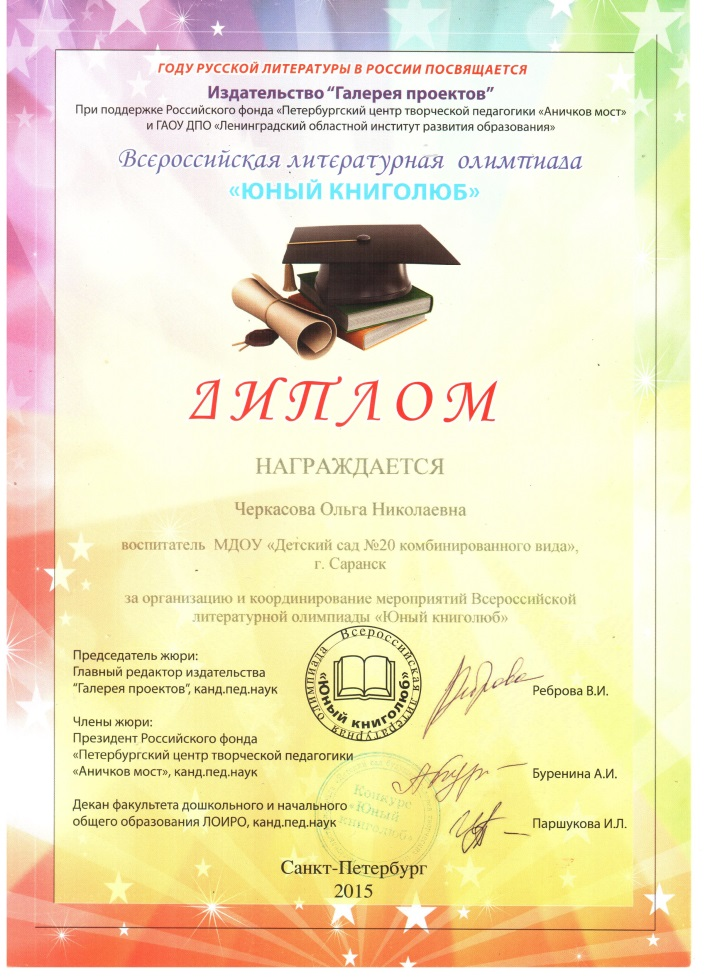 ГОДУ РУССКОЙ ЛИТЕРАТУРЫ В РОССИИ ПОСВЯЩАЕТСЯ
Издательство “Галерея проектов”
При поддержке Российского фонда «Петербургский центр творческой педагогики «Аничков мост»
и ГАОУ ДПО «Ленинградский областной институт развития образования»
Всероссийская литературная олимпиада
«ЮНЫЙ КНИГОЛЮБ»
ДИПЛОМ
НАГРАЖДАЕТСЯ
Черкасова Ольга Николаевна
воспитатель МДОУ «Детский сад №20 комбинированного вида»,
г. Саранск
за организацию и координирование мероприятий Всероссийской
литературной олимпиады «Юный книголюб»
Всероссийская литературная олимпиада
«Юный книголюб»
Председатель жюри:
Главный редактор издательства
“Галерея проектов”, канд.пед.наук
Реброва В.И.
Члены жюри:
Президент Российского фонда
«Петербургский центр творческой педагогики
«Аничков мост», канд.пед.наук
Буренина А.И.
Декан факультета дошкольного и начального
общего образования ЛОИРО, канд.пед.наук
Паршукова И.Л.
Конкурс
«Юный
книголюб»
Санкт-Петербург
2015